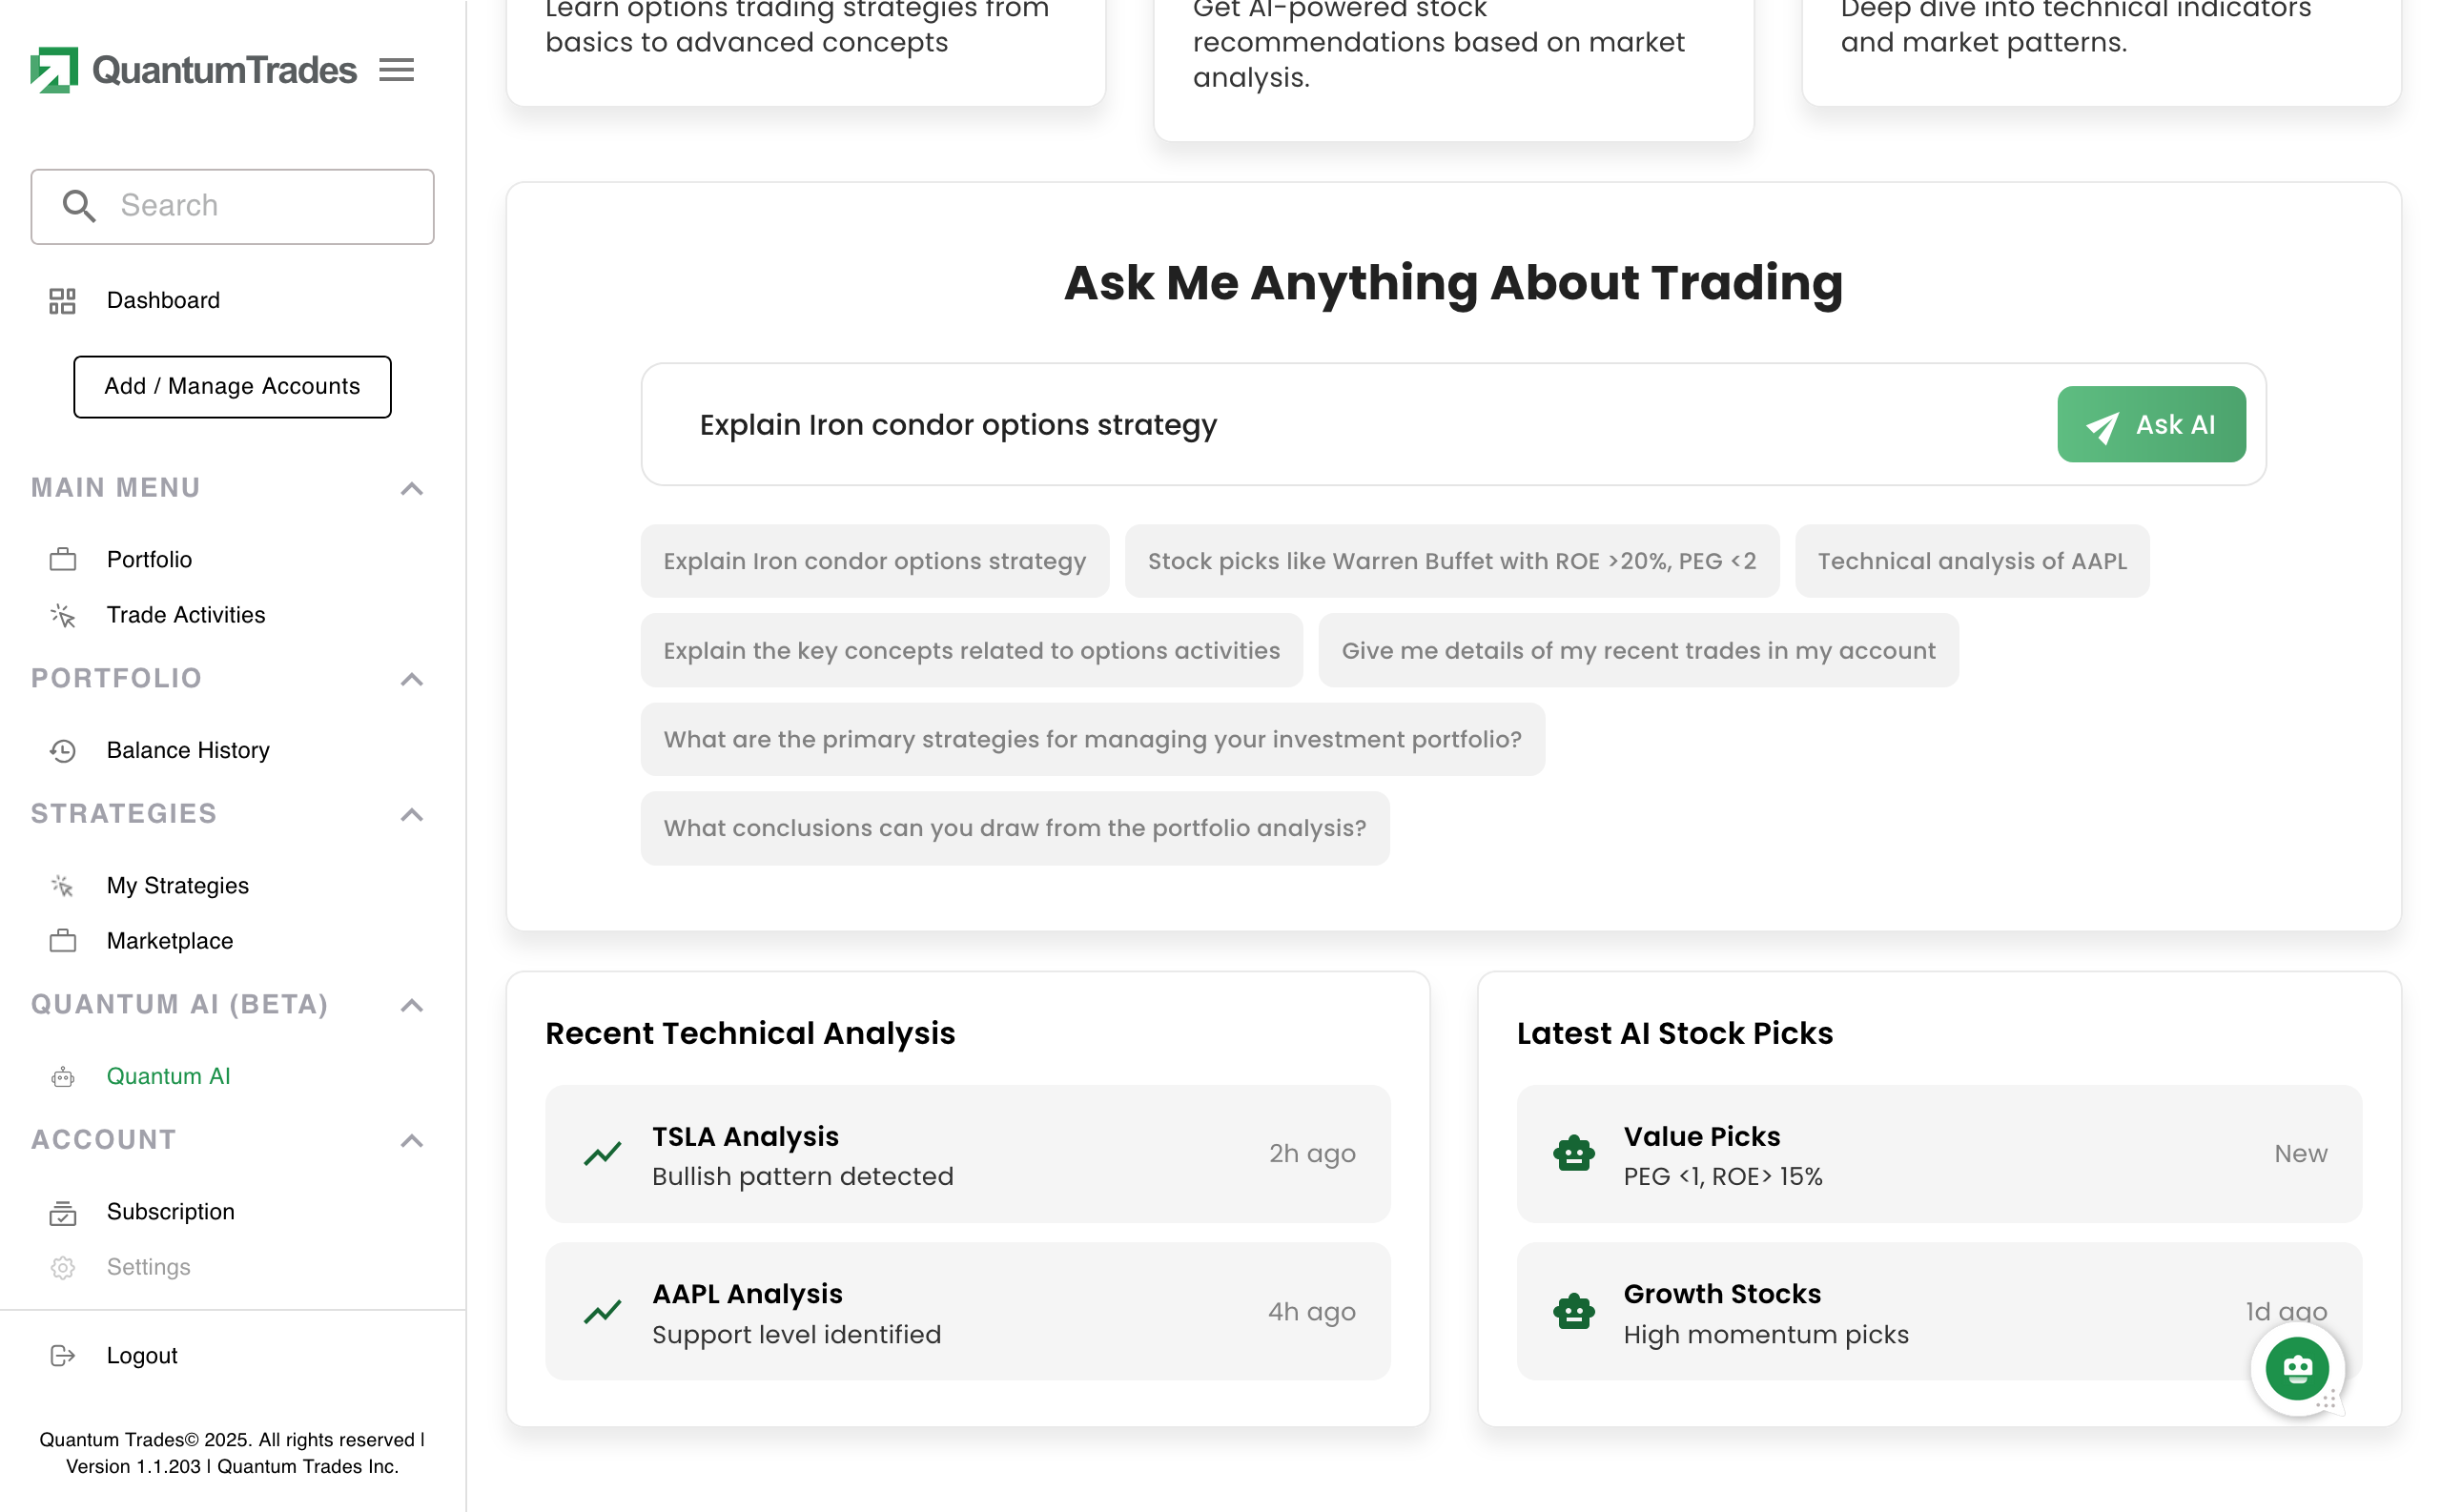 QuantumTrades
Search
Dashboard
Add / Manage Accounts
MAIN MENU
Portfolio
Trade Activities
PORTFOLIO
Balance History
STRATEGIES
My Strategies
Marketplace
QUANTUM AI (BETA)
Quantum AI
ACCOUNT
Subscription
Settings
Logout
Quantum Trades© 2025. All rights reserved |
Version 1.1.203 | Quantum Trades Inc.
Learn options trading strategies from
basics to advanced concepts
Get AI-powered stock
recommendations based on market
analysis.
Deep dive into technical indicators
and market patterns.
Ask Me Anything About Trading
Explain Iron condor options strategy
Ask AI
Explain Iron condor options strategy
Stock picks like Warren Buffet with ROE >20%, PEG <2
Technical analysis of AAPL
Explain the key concepts related to options activities
Give me details of my recent trades in my account
What are the primary strategies for managing your investment portfolio?
What conclusions can you draw from the portfolio analysis?
Recent Technical Analysis
TSLA Analysis
Bullish pattern detected
2h ago
AAPL Analysis
Support level identified
4h ago
Latest AI Stock Picks
Value Picks
PEG <1, ROE> 15%
New
Growth Stocks
High momentum picks
1d ago